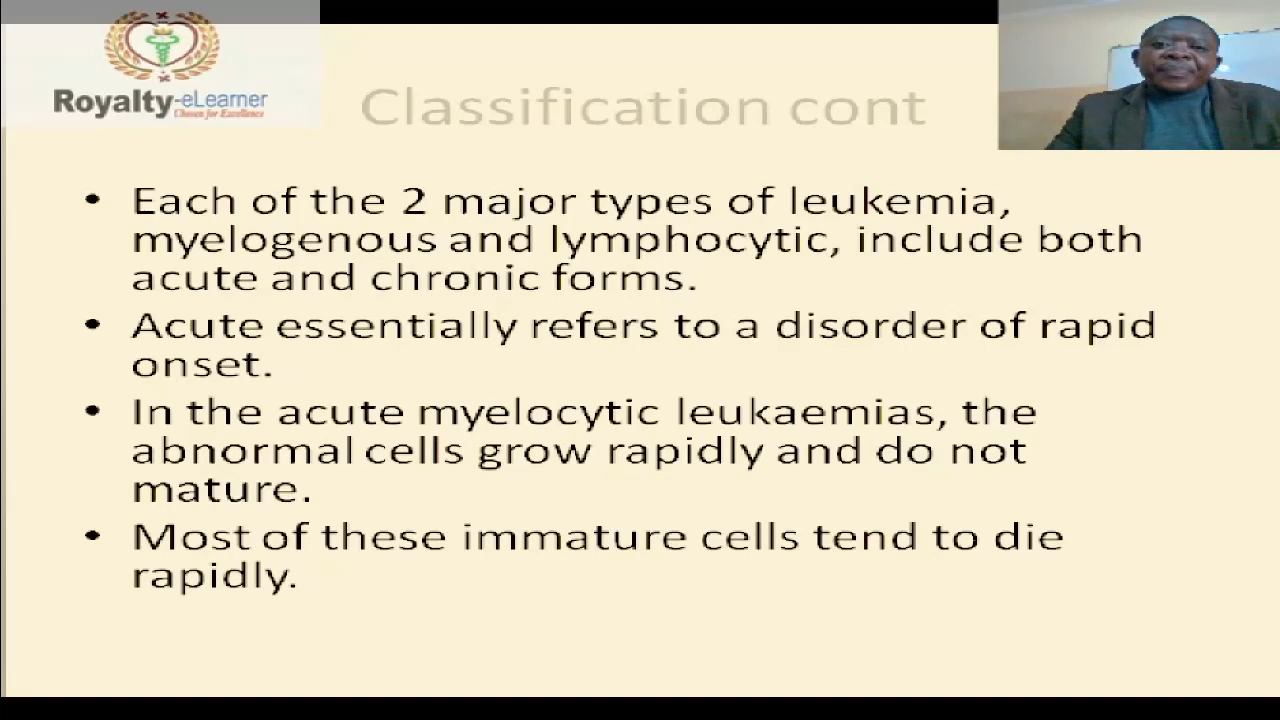 Royalty-eLearner
Chosen for Excellence
Classification cont
• Each of the 2 major types of leukemia,
myelogenous and lymphocytic, include both
acute and chronic forms.
• Acute essentially refers to a disorder of rapid
onset.
• In the acute myelocytic leukaemias, the
abnormal cells grow rapidly and do not
mature.
• Most of these immature cells tend to die
rapidly.